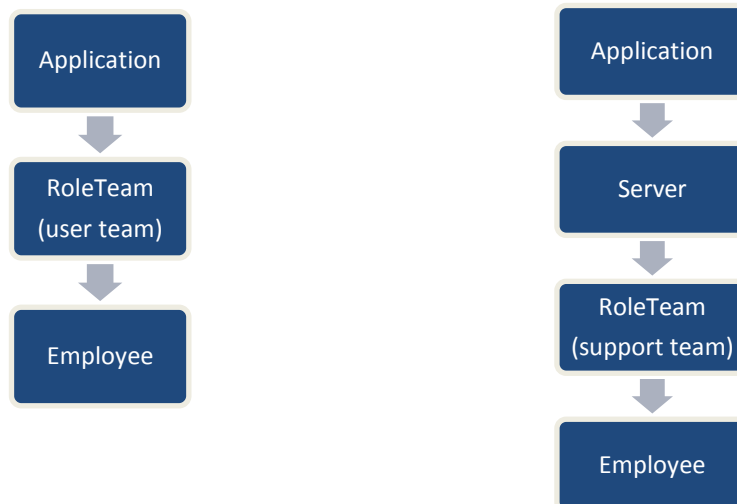 Application
RoleTeam
(user team)
Employee
Application
Server
RoleTeam
(support team)
Employee